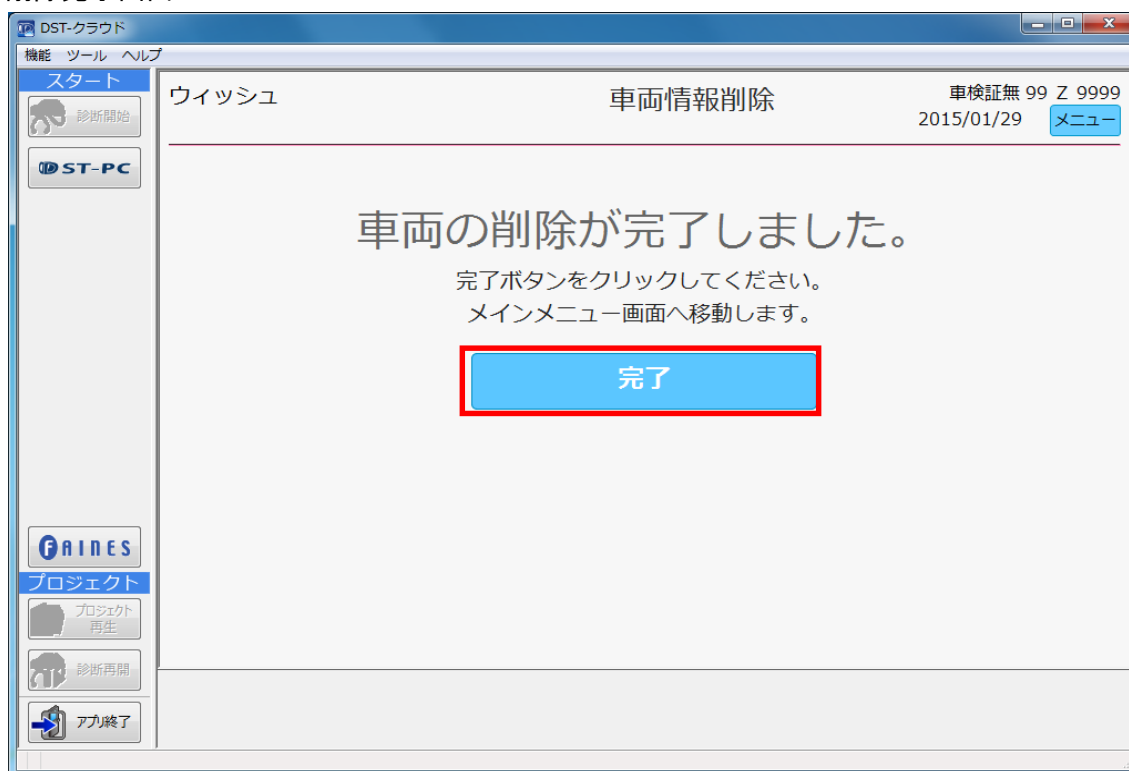 DST-クラウド
機能 ツール ヘルプ
スタート
診断開始
DST-PC
ウィッシュ
車両情報削除
車検証無 99 Z 9999
2015/01/29
メニュー
車両の削除が完了しました。
完了ボタンをクリックしてください。
メインメニュー画面へ移動します。
完了
FAINES
プロジェクト
プロジェクト
再生
診断再開
アプリ終了